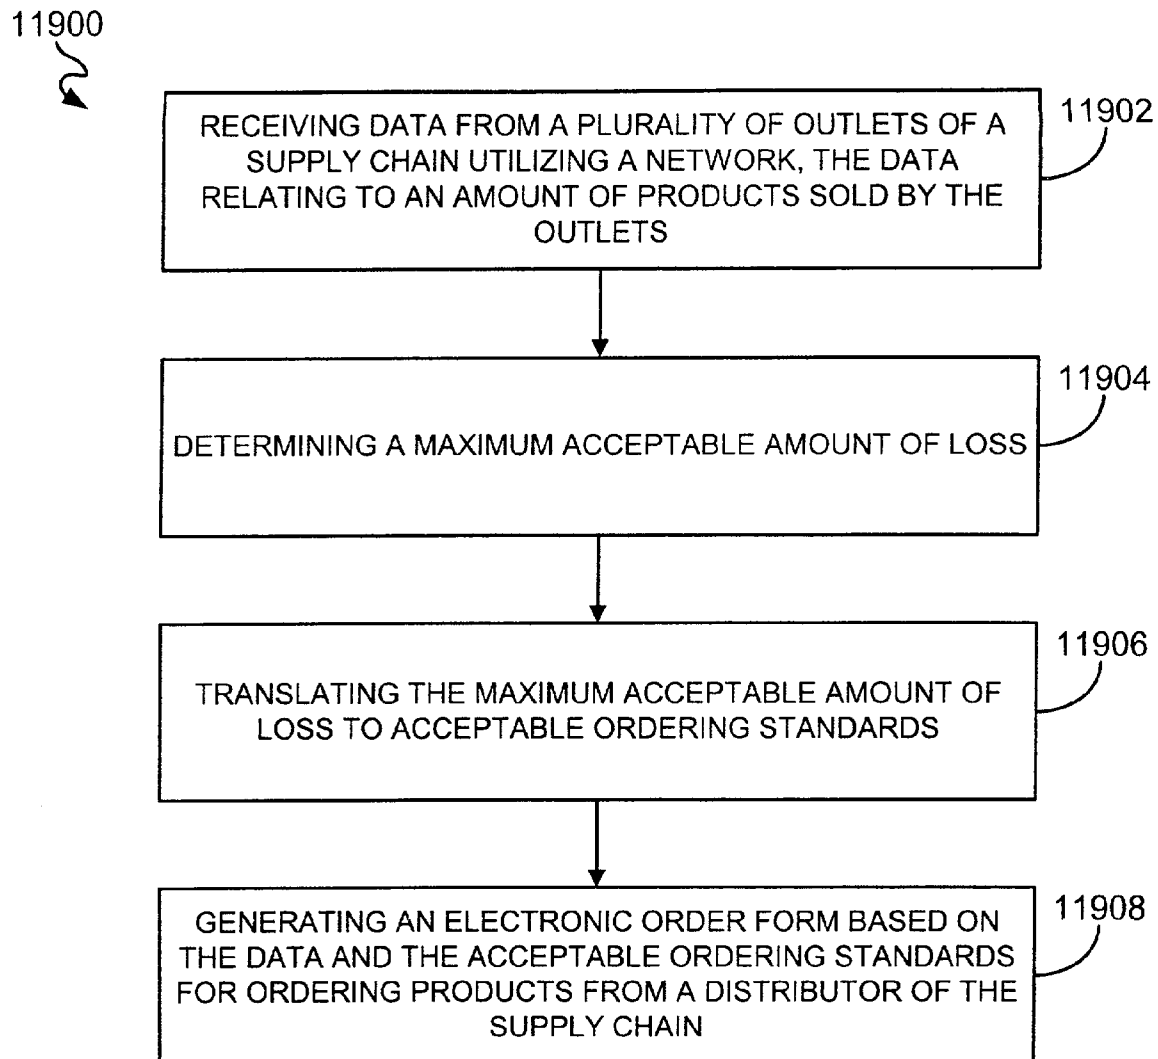 11900
RECEIVING DATA FROM A PLURALITY OF OUTLETS OF A
SUPPLY CHAIN UTILIZING A NETWORK, THE DATA
RELATING TO AN AMOUNT OF PRODUCTS SOLD BY THE
OUTLETS
11902
DETERMINING A MAXIMUM ACCEPTABLE AMOUNT OF LOSS
11904
TRANSLATING THE MAXIMUM ACCEPTABLE AMOUNT OF
LOSS TO ACCEPTABLE ORDERING STANDARDS
11906
GENERATING AN ELECTRONIC ORDER FORM BASED ON
THE DATA AND THE ACCEPTABLE ORDERING STANDARDS
FOR ORDERING PRODUCTS FROM A DISTRIBUTOR OF THE
SUPPLY CHAIN
11908